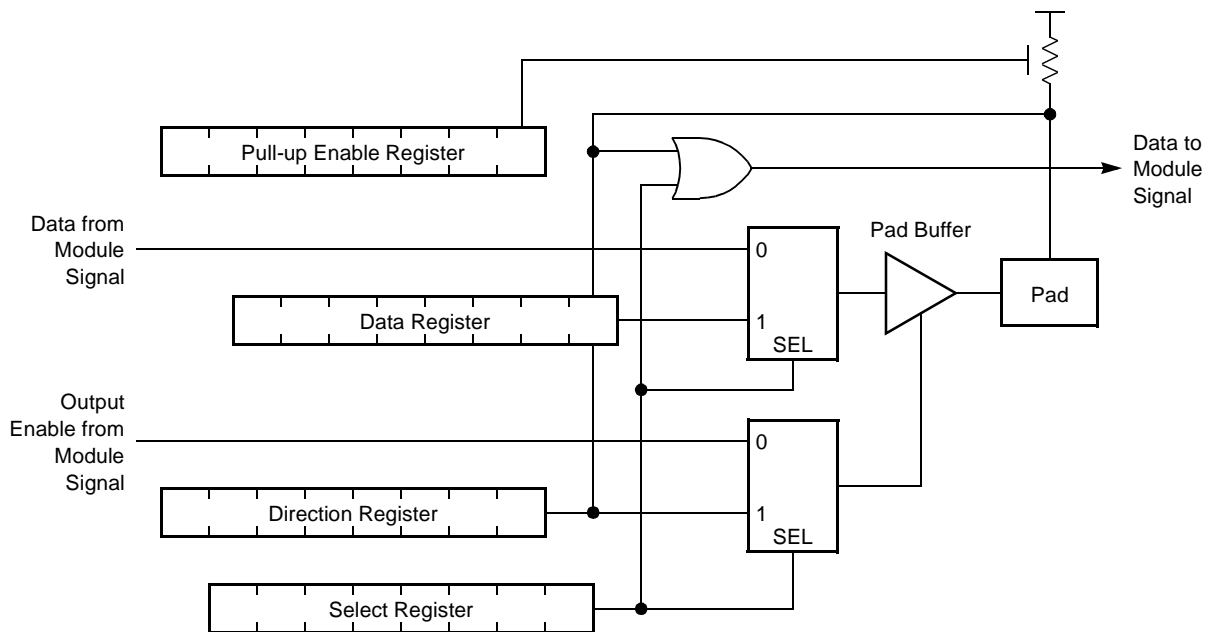 Pull-up Enable Register
Data to
Module
Signal
Data from
Module
Signal
0
Pad Buffer
Pad
Data Register
1
SEL
Output
Enable from
Module
Signal
0
Direction Register
1
SEL
Select Register